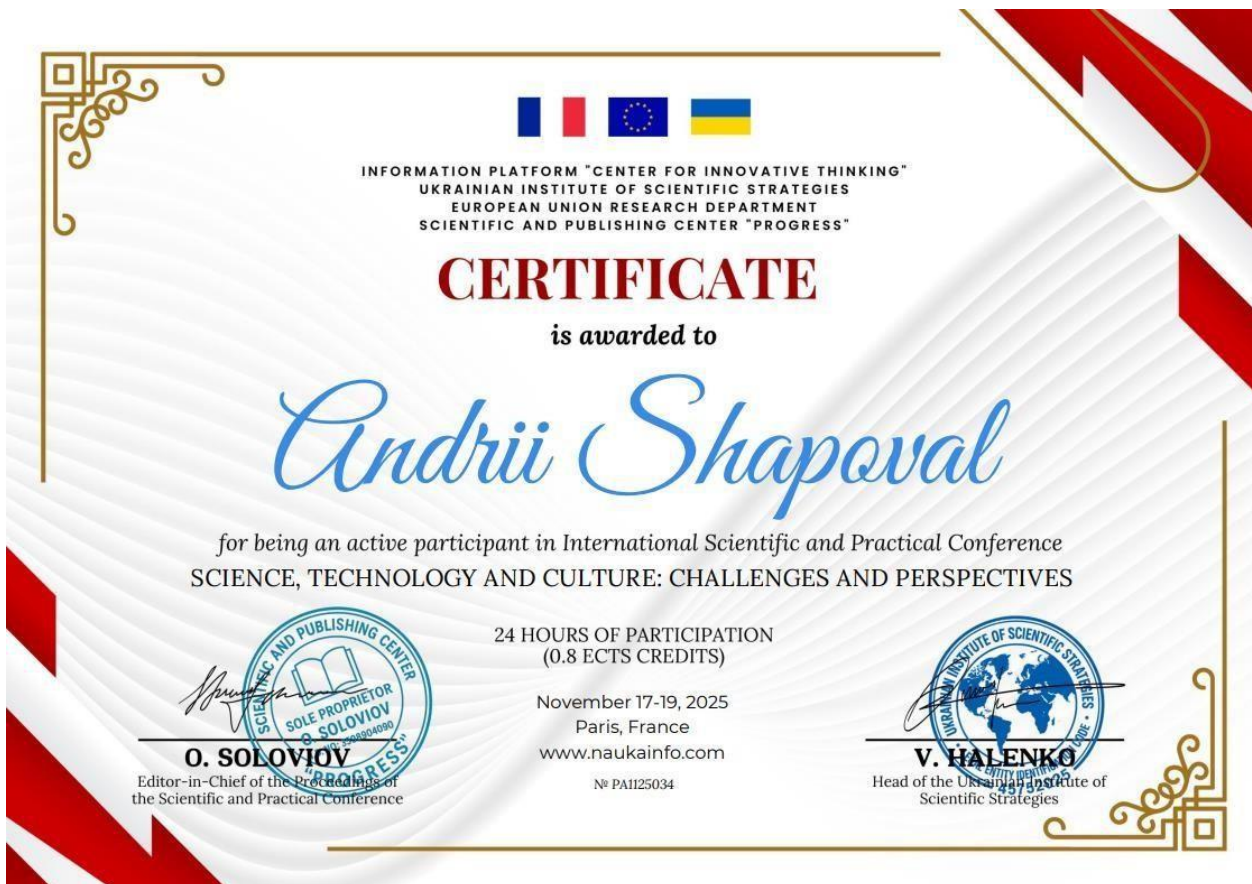 INFORMATION PLATFORM "CENTER FOR INNOVATIVE THINKING"
UKRAINIAN INSTITUTE OF SCIENTIFIC STRATEGIES
EUROPEAN UNION RESEARCH DEPARTMENT
SCIENTIFIC AND PUBLISHING CENTER "PROGRESS"
CERTIFICATE
is awarded to
Andrii Shapoval
for being an active participant in International Scientific and Practical Conference
SCIENCE, TECHNOLOGY AND CULTURE: CHALLENGES AND PERSPECTIVES
24 HOURS OF PARTICIPATION
(0.8 ECTS CREDITS)
November 17-19, 2025
Paris, France
www.naukainfo.com
№ PA1125034
SCIENTIFIC AND PUBLISHING CENTER
SOLE PROPRIETOR
O. SOLOVIOV
"PROGRESS"
O. SOLOVIOV
Editor-in-Chief of the Proceedings of
the Scientific and Practical Conference
UKRAINIAN INSTITUTE OF SCIENTIFIC STRATEGIES
ENTITY IDENTIFICATION CODE
V. HALENKO
Head of the Ukrainian Institute of
Scientific Strategies